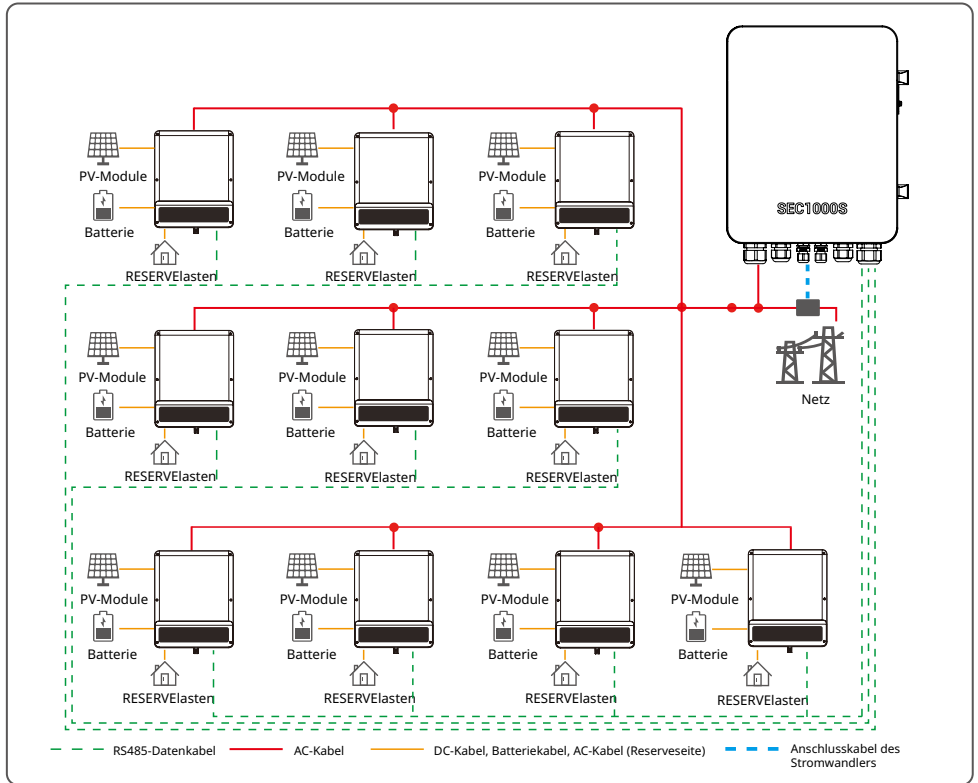 SEC1000S
PV-Module
PV-Module
PV-Module
Batterie
Batterie
Batterie
RESERVElasten
RESERVElasten
RESERVElasten
PV-Module
PV-Module
PV-Module
Netz
Batterie
Batterie
Batterie
RESERVElasten
RESERVElasten
RESERVElasten
PV-Module
PV-Module
PV-Module
PV-Module
Batterie
Batterie
Batterie
Batterie
RESERVElasten
RESERVElasten
RESERVElasten
RESERVElasten
RS485-Datenkabel
AC-Kabel
DC-Kabel, Batteriekabel, AC-Kabel (Reserveseite)
Anschlusskabel des
Stromwandlers